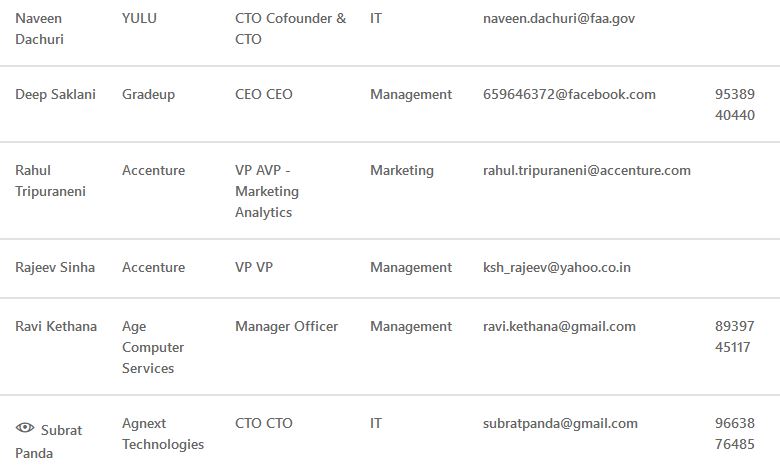 Naveen YULU CTO Cofounder & IT naveen.dachuri@faa.gov
Dachuri CTO
Deep Saklani Gradeup CEO CEO Management 659646372@facebook.com 95389
40440
Rahul Accenture VP AVP - Marketing rahul.tripuraneni@accenture.com
Tripuraneni Marketing
Analytics
Rajeev Sinha Accenture VP VP Management ksh_rajeev@yahoo.co.in
Ravi Kethana Age Manager Officer Management ravi.kethana@gmail.com 89397
Computer 45117
Services
Subrat Agnext CTO CTO IT subratpanda@gmail.com 96638
Panda Technologies 76485